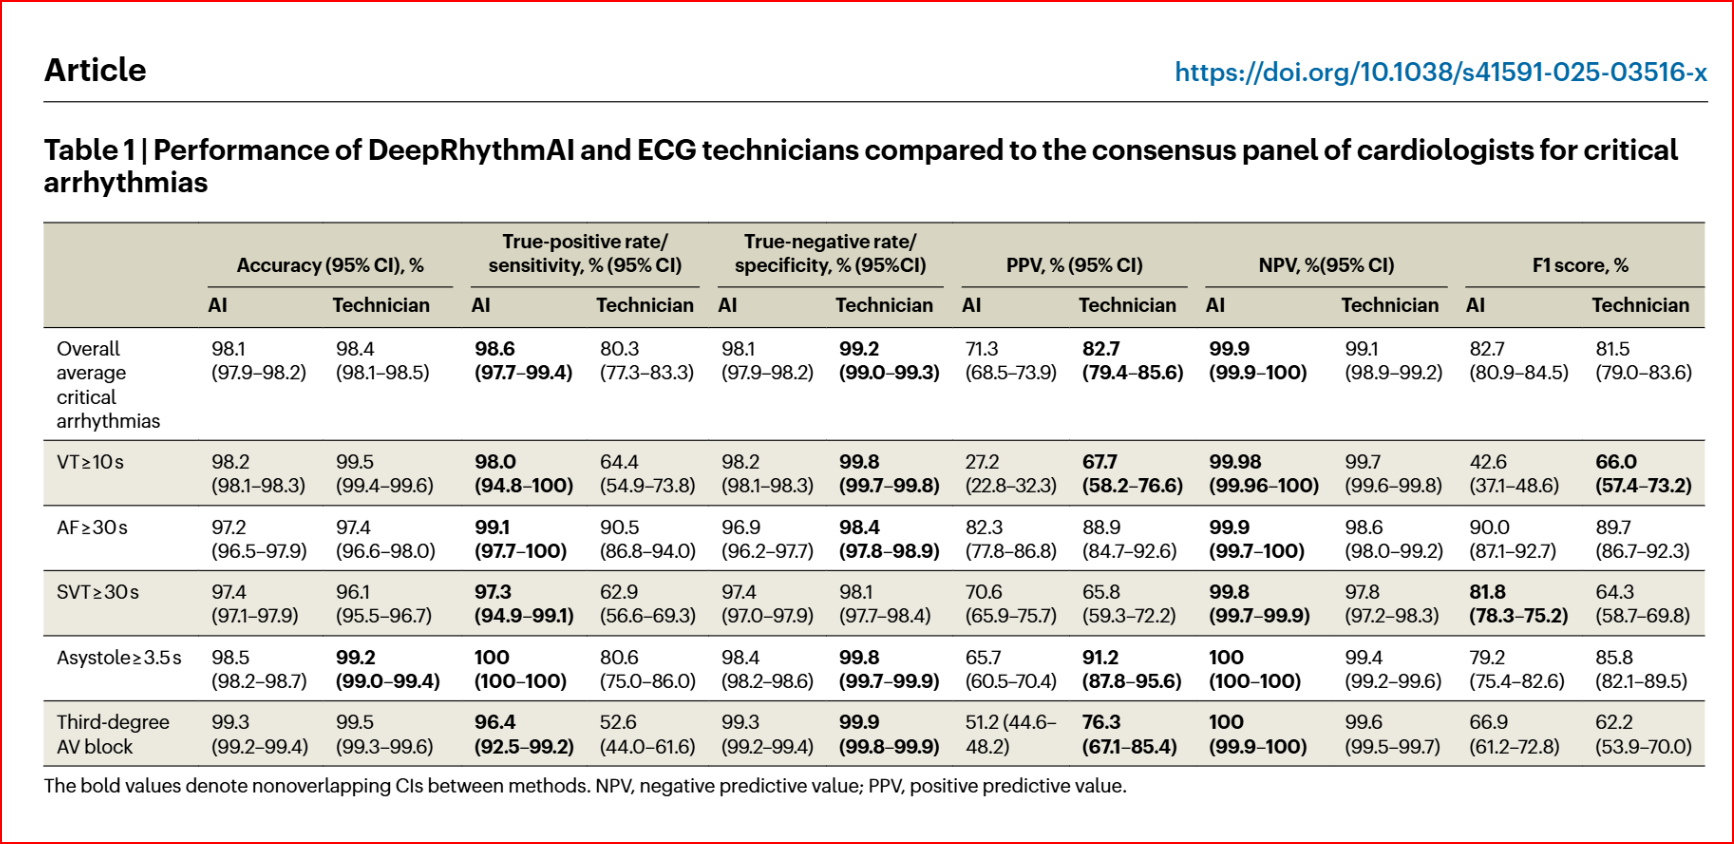 Article
https://doi.org/10.1038/s41591-025-03516-x
Table 1 | Performance of DeepRhythmAI and ECG technicians compared to the consensus panel of cardiologists for critical
arrhythmias
Accuracy (95% CI), % True-positive rate/ sensitivity, % (95% CI) True-negative rate/ specificity, % (95%CI) PPV, % (95% CI) NPV, %(95% CI) F1 score, %
AI Technician AI Technician AI Technician AI Technician AI Technician AI Technician
Overall 98.1 98.4 98.6 80.3 98.1 99.2 71.3 82.7 99.9 99.1 82.7 81.5
average (97.9–98.2) (98.1–98.5) (97.7–99.4) (77.3–83.3) (97.9–98.2) (99.0–99.3) (68.5–73.9) (79.4–85.6) (99.9–100) (98.9–99.2) (80.9–84.5) (79.0–83.6)
critical
arrhythmias
VT≥10s 98.2 99.5 98.0 64.4 98.2 99.8 27.2 67.7 99.98 99.7 42.6 66.0
(98.1–98.3) (99.4–99.6) (94.8–100) (54.9–73.8) (98.1–98.3) (99.7–99.8) (22.8–32.3) (58.2–76.6) (99.96–100) (99.6–99.8) (37.1–48.6) (57.4–73.2)
AF≥30s 97.2 97.4 99.1 90.5 96.9 98.4 82.3 88.9 99.9 98.6 90.0 89.7
(96.5–97.9) (96.6–98.0) (97.7–100) (86.8–94.0) (96.2–97.7) (97.8–98.9) (77.8–86.8) (84.7–92.6) (99.7–100) (98.0–99.2) (87.1–92.7) (86.7–92.3)
SVT≥30s 97.4 96.1 97.3 62.9 97.4 98.1 70.6 65.8 99.8 97.8 81.8 64.3
(97.1–97.9) (95.5–96.7) (94.9–99.1) (56.6–69.3) (97.0–97.9) (97.7–98.4) (65.9–75.7) (59.3–72.2) (99.7–99.9) (97.2–98.3) (78.3–75.2) (58.7–69.8)
Asystole≥3.5s 98.5 99.2 100 80.6 98.4 99.8 65.7 91.2 100 99.4 79.2 85.8
(98.2–98.7) (99.0–99.4) (100–100) (75.0–86.0) (98.2–98.6) (99.7–99.9) (60.5–70.4) (87.8–95.6) (100–100) (99.2–99.6) (75.4–82.6) (82.1–89.5)
Third-degree 99.3 99.5 96.4 52.6 99.3 99.9 51.2 (44.6– 76.3 100 99.6 66.9 62.2
AV block (99.2–99.4) (99.3–99.6) (92.5–99.2) (44.0–61.6) (99.2–99.4) (99.8–99.9) 48.2) (67.1–85.4) (99.9–100) (99.5–99.7) (61.2–72.8) (53.9–70.0)
The bold values denote nonoverlapping CIs between methods. NPV, negative predictive value; PPV, positive predictive value.